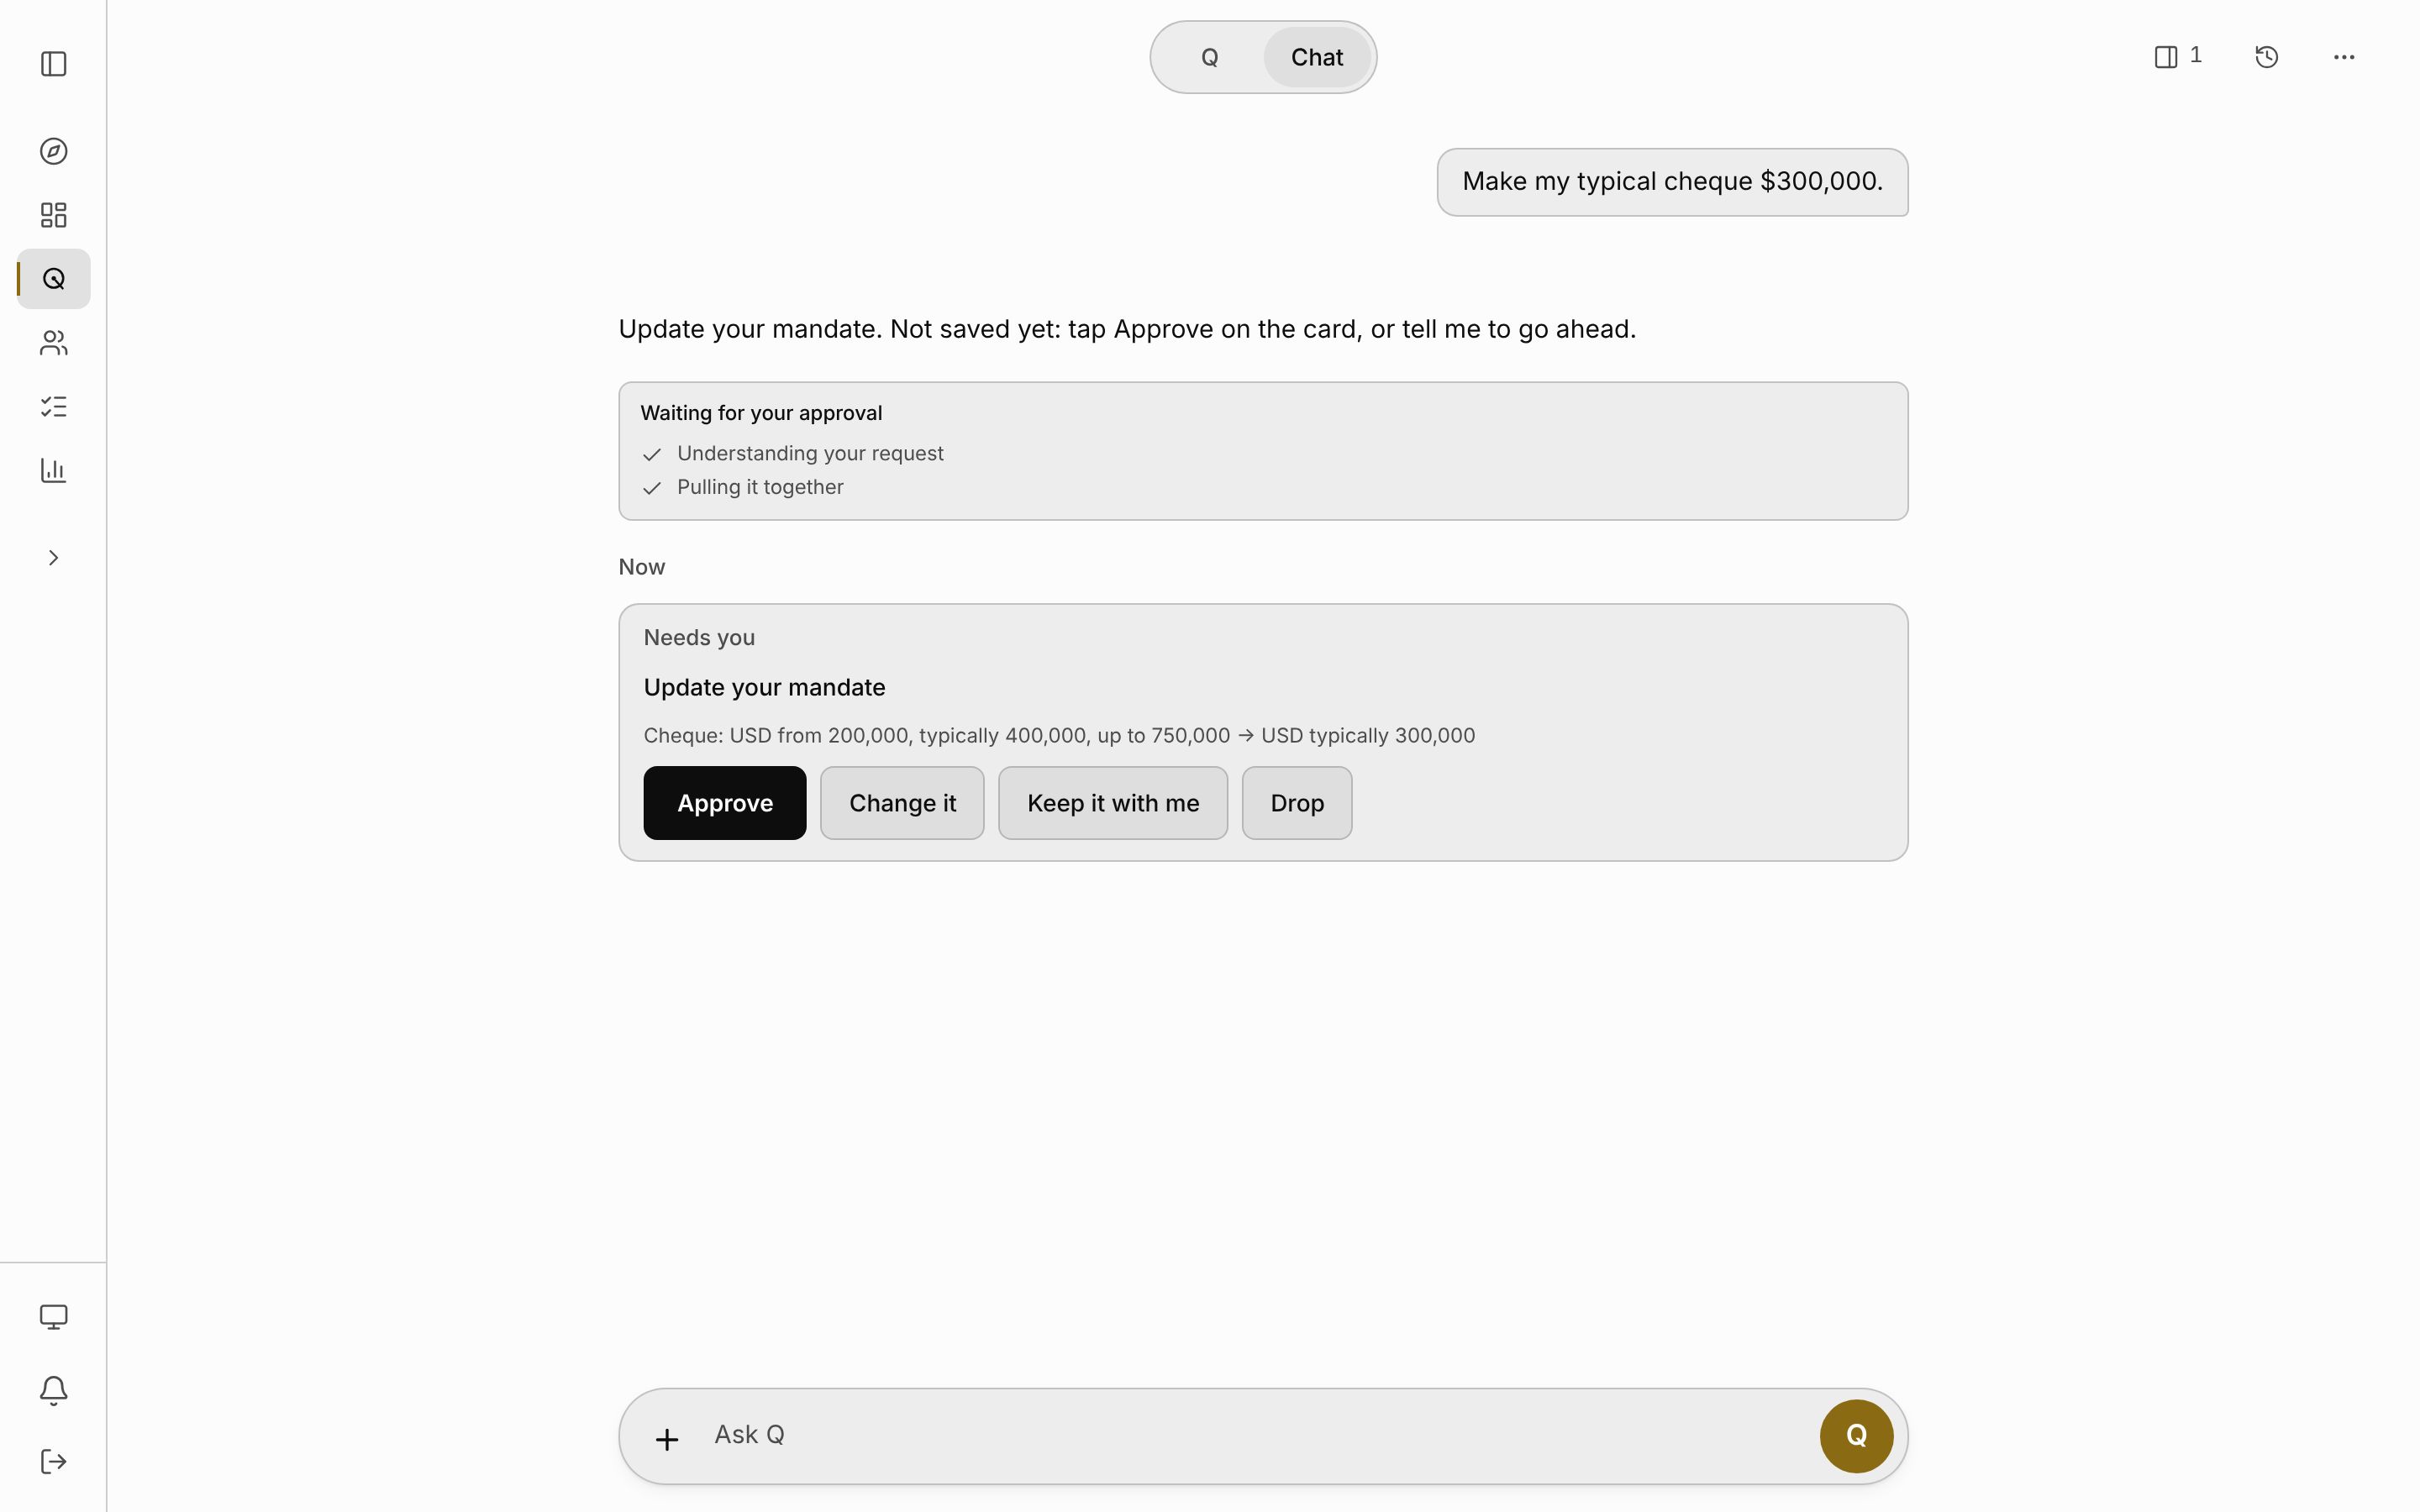 Q
Chat
1
Make my typical cheque $300,000.
Update your mandate. Not saved yet: tap Approve on the card, or tell me to go ahead.
Waiting for your approval
Understanding your request
Pulling it together
Now
Needs you
Update your mandate
Cheque: USD from 200,000, typically 400,000, up to 750,000 → USD typically 300,000
Approve
Change it
Keep it with me
Drop
Ask Q
Q